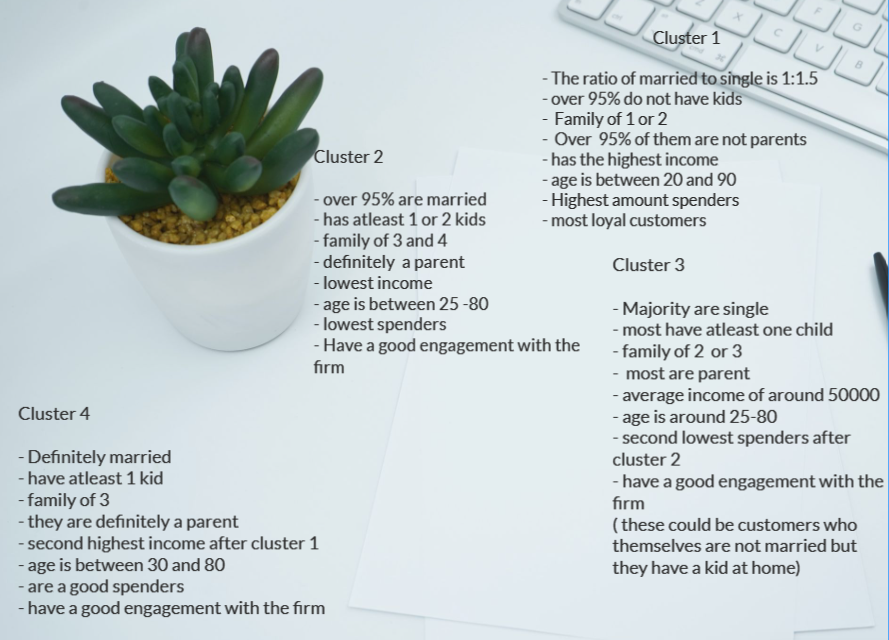 Cluster 1
- The ratio of married to single is 1:1.5
- over 95% do not have kids
- Family of 1 or 2
- Over 95% of them are not parents
- has the highest income
- age is between 20 and 90
- Highest amount spenders
- most loyal customers
Cluster 2
- over 95% are married
- has atleast 1 or 2 kids
- family of 3 and 4
- definitely a parent
- lowest income
- age is between 25 -80
- lowest spenders
- Have a good engagement with the
firm
Cluster 3
- Majority are single
- most have atleast one child
- family of 2 or 3
- most are parent
- average income of around 50000
- age is around 25-80
- second lowest spenders after
cluster 2
- have a good engagement with the
firm
( these could be customers who
themselves are not married but
they have a kid at home)
Cluster 4
- Definitely married
- have atleast 1 kid
- family of 3
- they are definitely a parent
- second highest income after cluster 1
- age is between 30 and 80
- are a good spenders
- have a good engagement with the firm
Z
X
C
V
B
F
G